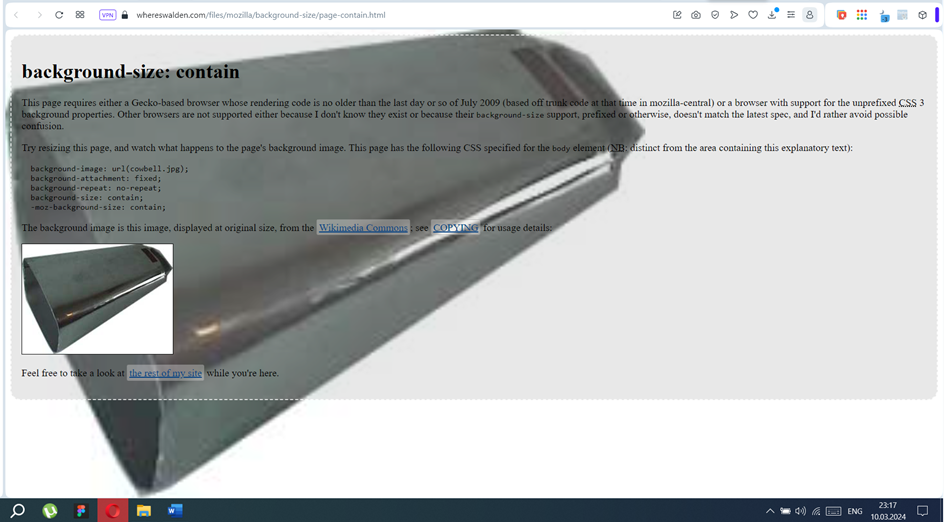 VPN
whereswalden.com/files/mozilla/background-size/page-contain.html
background-size: contain
This page requires either a Gecko-based browser whose rendering code is no older than the last day or so of July 2009 (based off trunk code at that time in mozilla-central) or a browser with support for the unprefixed CSS 3
background properties. Other browsers are not supported either because I don't know they exist or because their background-size support, prefixed or otherwise, doesn't match the latest spec, and I'd rather avoid possible
confusion.
Try resizing this page, and watch what happens to the page's background image. This page has the following CSS specified for the body element (NB: distinct from the area containing this explanatory text):
background-image: url(cowbell.jpg);
background-attachment: fixed;
background-repeat: no-repeat;
background-size: contain;
-moz-background-size: contain;
The background image is this image, displayed at original size, from the Wikimedia Commons; see COPYING for usage details:
Feel free to take a look at the rest of my site while you're here.
ENG
23:17
10.03.2024